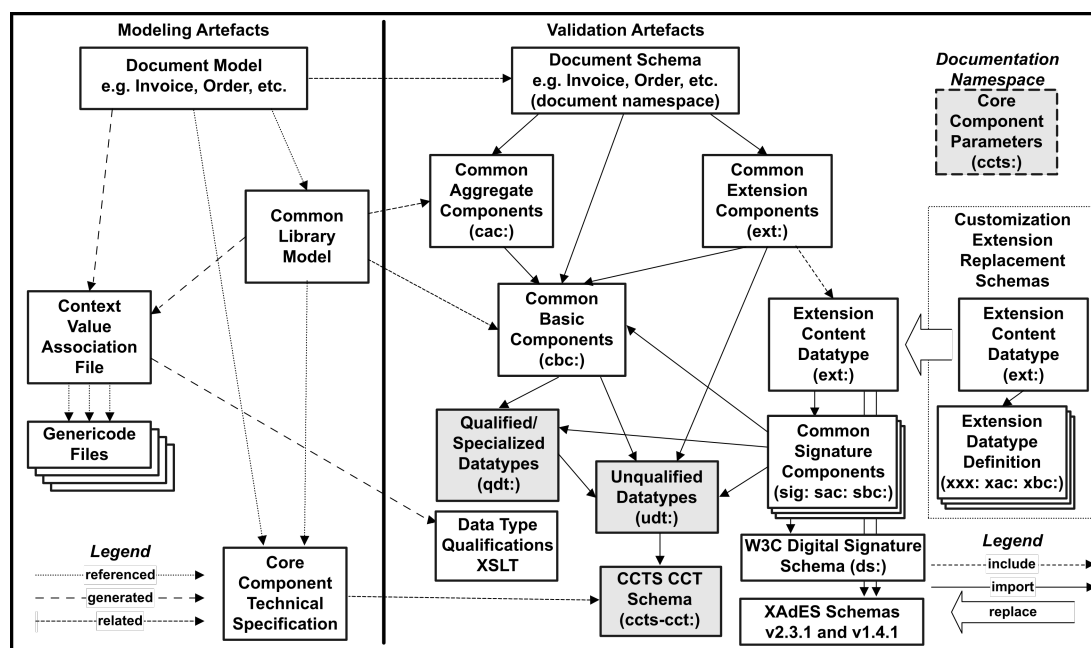 Modeling Artefacts
Validation Artefacts
Document Model
e.g. Invoice, Order, etc.
Document Schema
e.g. Invoice, Order, etc.
(document namespace)
Documentation
Namespace
Core
Component
Parameters
(ccts:)
Common
Aggregate
Components
(cac:)
Common
Extension
Components
(ext:)
Common
Library
Model
Customization
Extension
Replacement
Schemas
Context
Value
Association
File
Common
Basic
Components
(cbc:)
Extension
Content
Datatype
(ext:)
Extension
Content
Datatype
(ext:)
Genericode
Files
Qualified/
Specialized
Datatypes
(qdt:)
Unqualified
Datatypes
(udt:)
Common
Signature
Components
(sig: sac: sbc:)
Extension
Datatype
Definition
(xxx: xac: xbc:)
Data Type
Qualifications
XSLT
W3C Digital Signature
Schema (ds:)
Core
Component
Technical
Specification
CCTS CCT
Schema
(ccts-cct:)
XAdES Schemas
v2.3.1 and v1.4.1
Legend
referenced
generated
related
Legend
include
import
replace